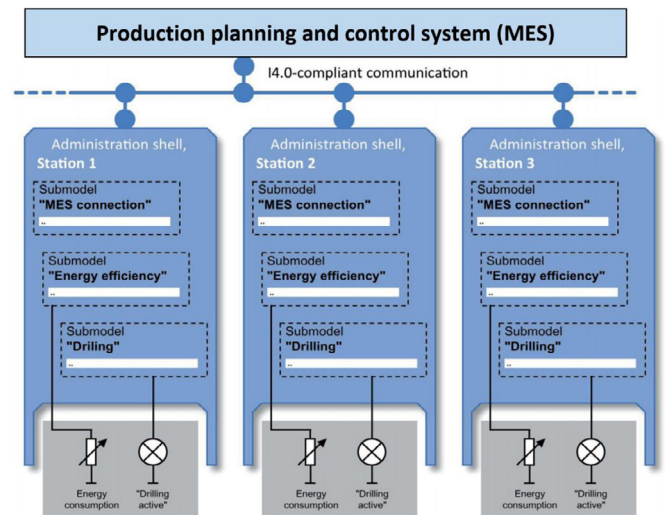 Production planning and control system (MES)
I4.0-compliant communication
Administration shell,
Station 1
Submodel
"MES connection"
..
Submodel
"Energy efficiency"
..
Submodel
"Driling"
..
Energy
consumption
"Drilling
active"
Administration shell,
Station 2
Submodel
"MES connection"
..
Submodel
"Energy efficiency"
..
Submodel
"Drilling"
..
Energy
consumption
"Drilling
active"
Administration shell,
Station 3
Submodel
"MES connection"
..
Submodel
"Energy efficiency"
..
Submodel
"Drilling"
..
Energy
consumption
"Drilling
active"